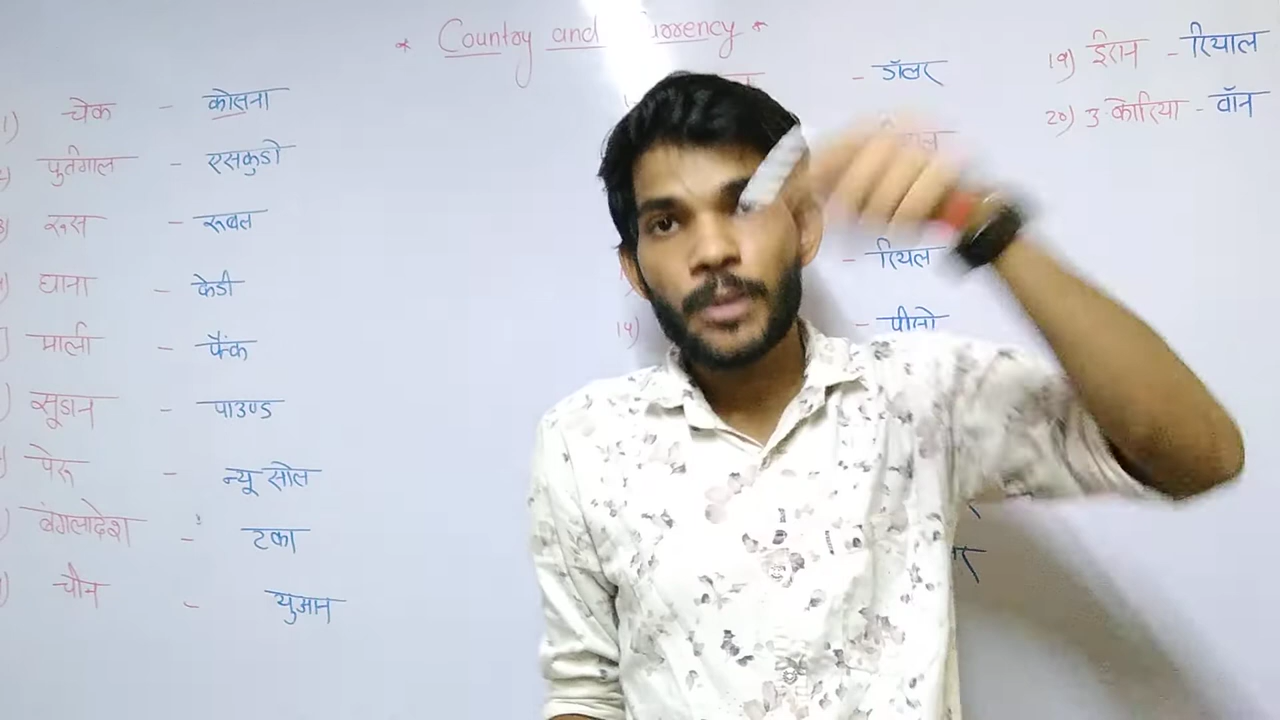 * Country and Currency *
1) चेक - कोरुना
पुर्तगाल - एसकुडो
रूस - रूबल
घाना - केडी
माली - फ्रैंक
सूडान - पाउण्ड
पेरू - न्यू सोल
बंगलादेश - टका
चीन - युआन
- डॉलर
- रियल
14) - पीसो
19) ईरान - रियाल
20) उ. कोरिया - वॉन